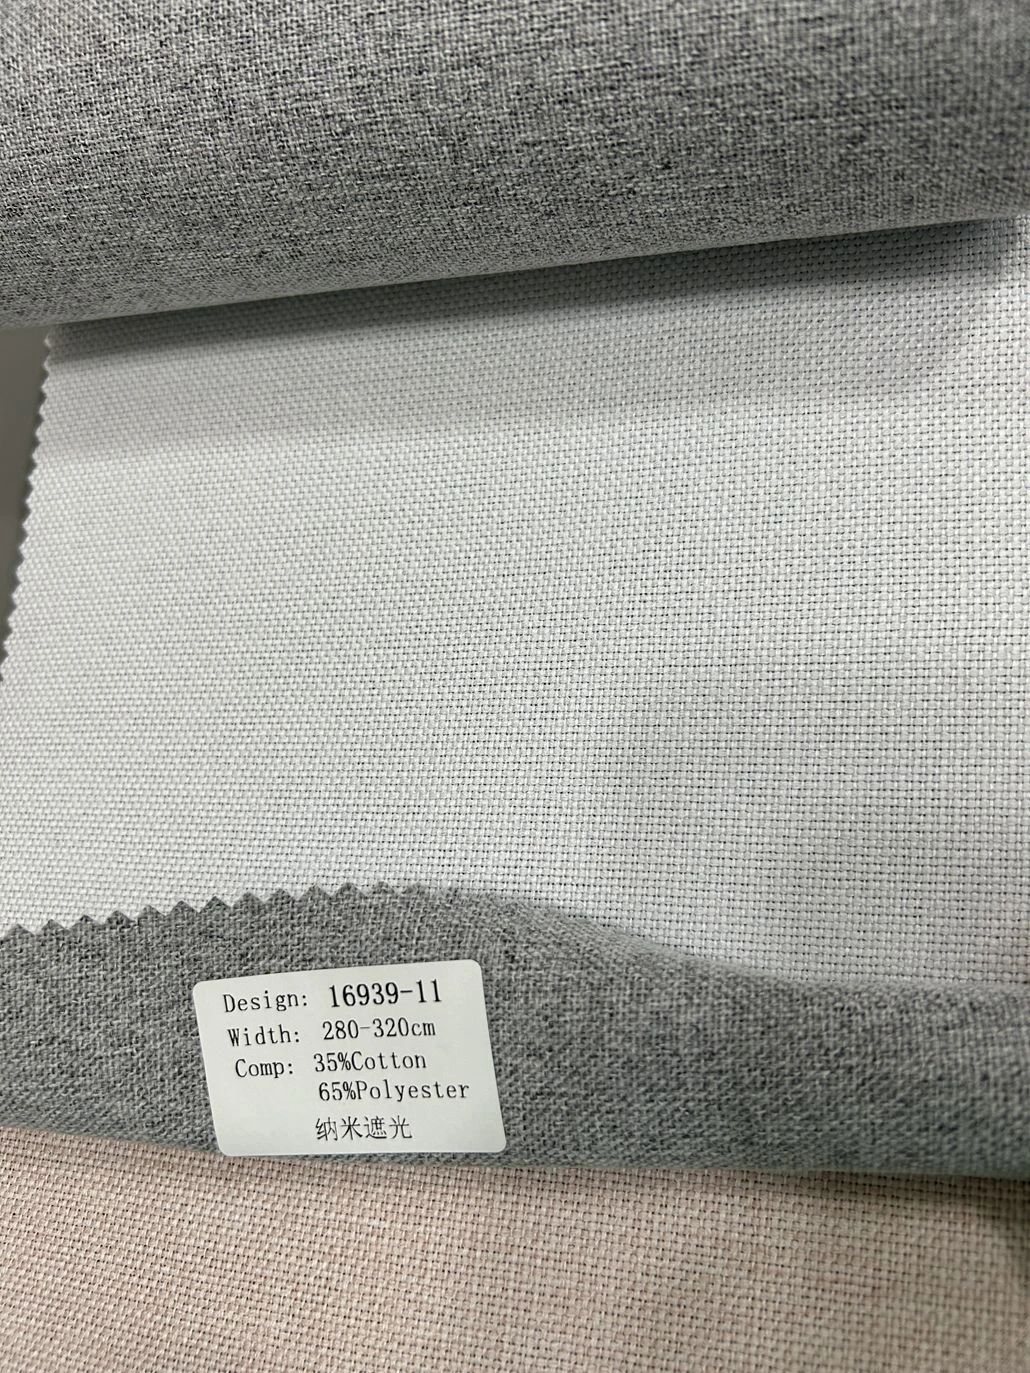 Design: 16939-11
Width: 280-320cm
Comp: 35%Cotton
65%Polyester
纳米遮光